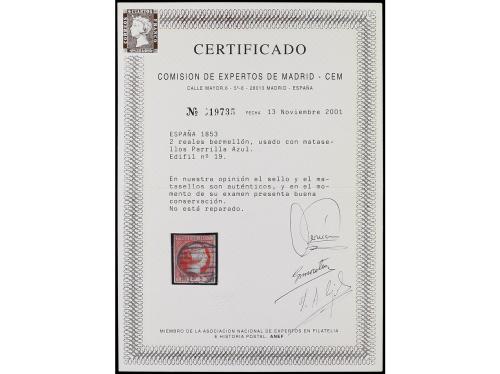 CERTIFICADO
COMISION DE EXPERTOS DE MADRID - CEM
CALLE MAYOR,6 - 5º-6 - 28013 MADRID - ESPAÑA
Nº 19735 FECHA 13 Noviembre 2001
ESPAÑA 1853
2 reales bermellón, usado con matase-
llos Parrilla Azul.
Edifil nº 19.
En nuestra opinión el sello y el ma-
tasellos son auténticos, y en el mo-
mento de su examen presenta buena
conservación.
No está reparado.
MIEMBRO DE LA ASOCIACION NACIONAL DE EXPERTOS EN FILATELIA
E HISTORIA POSTAL. ANEF